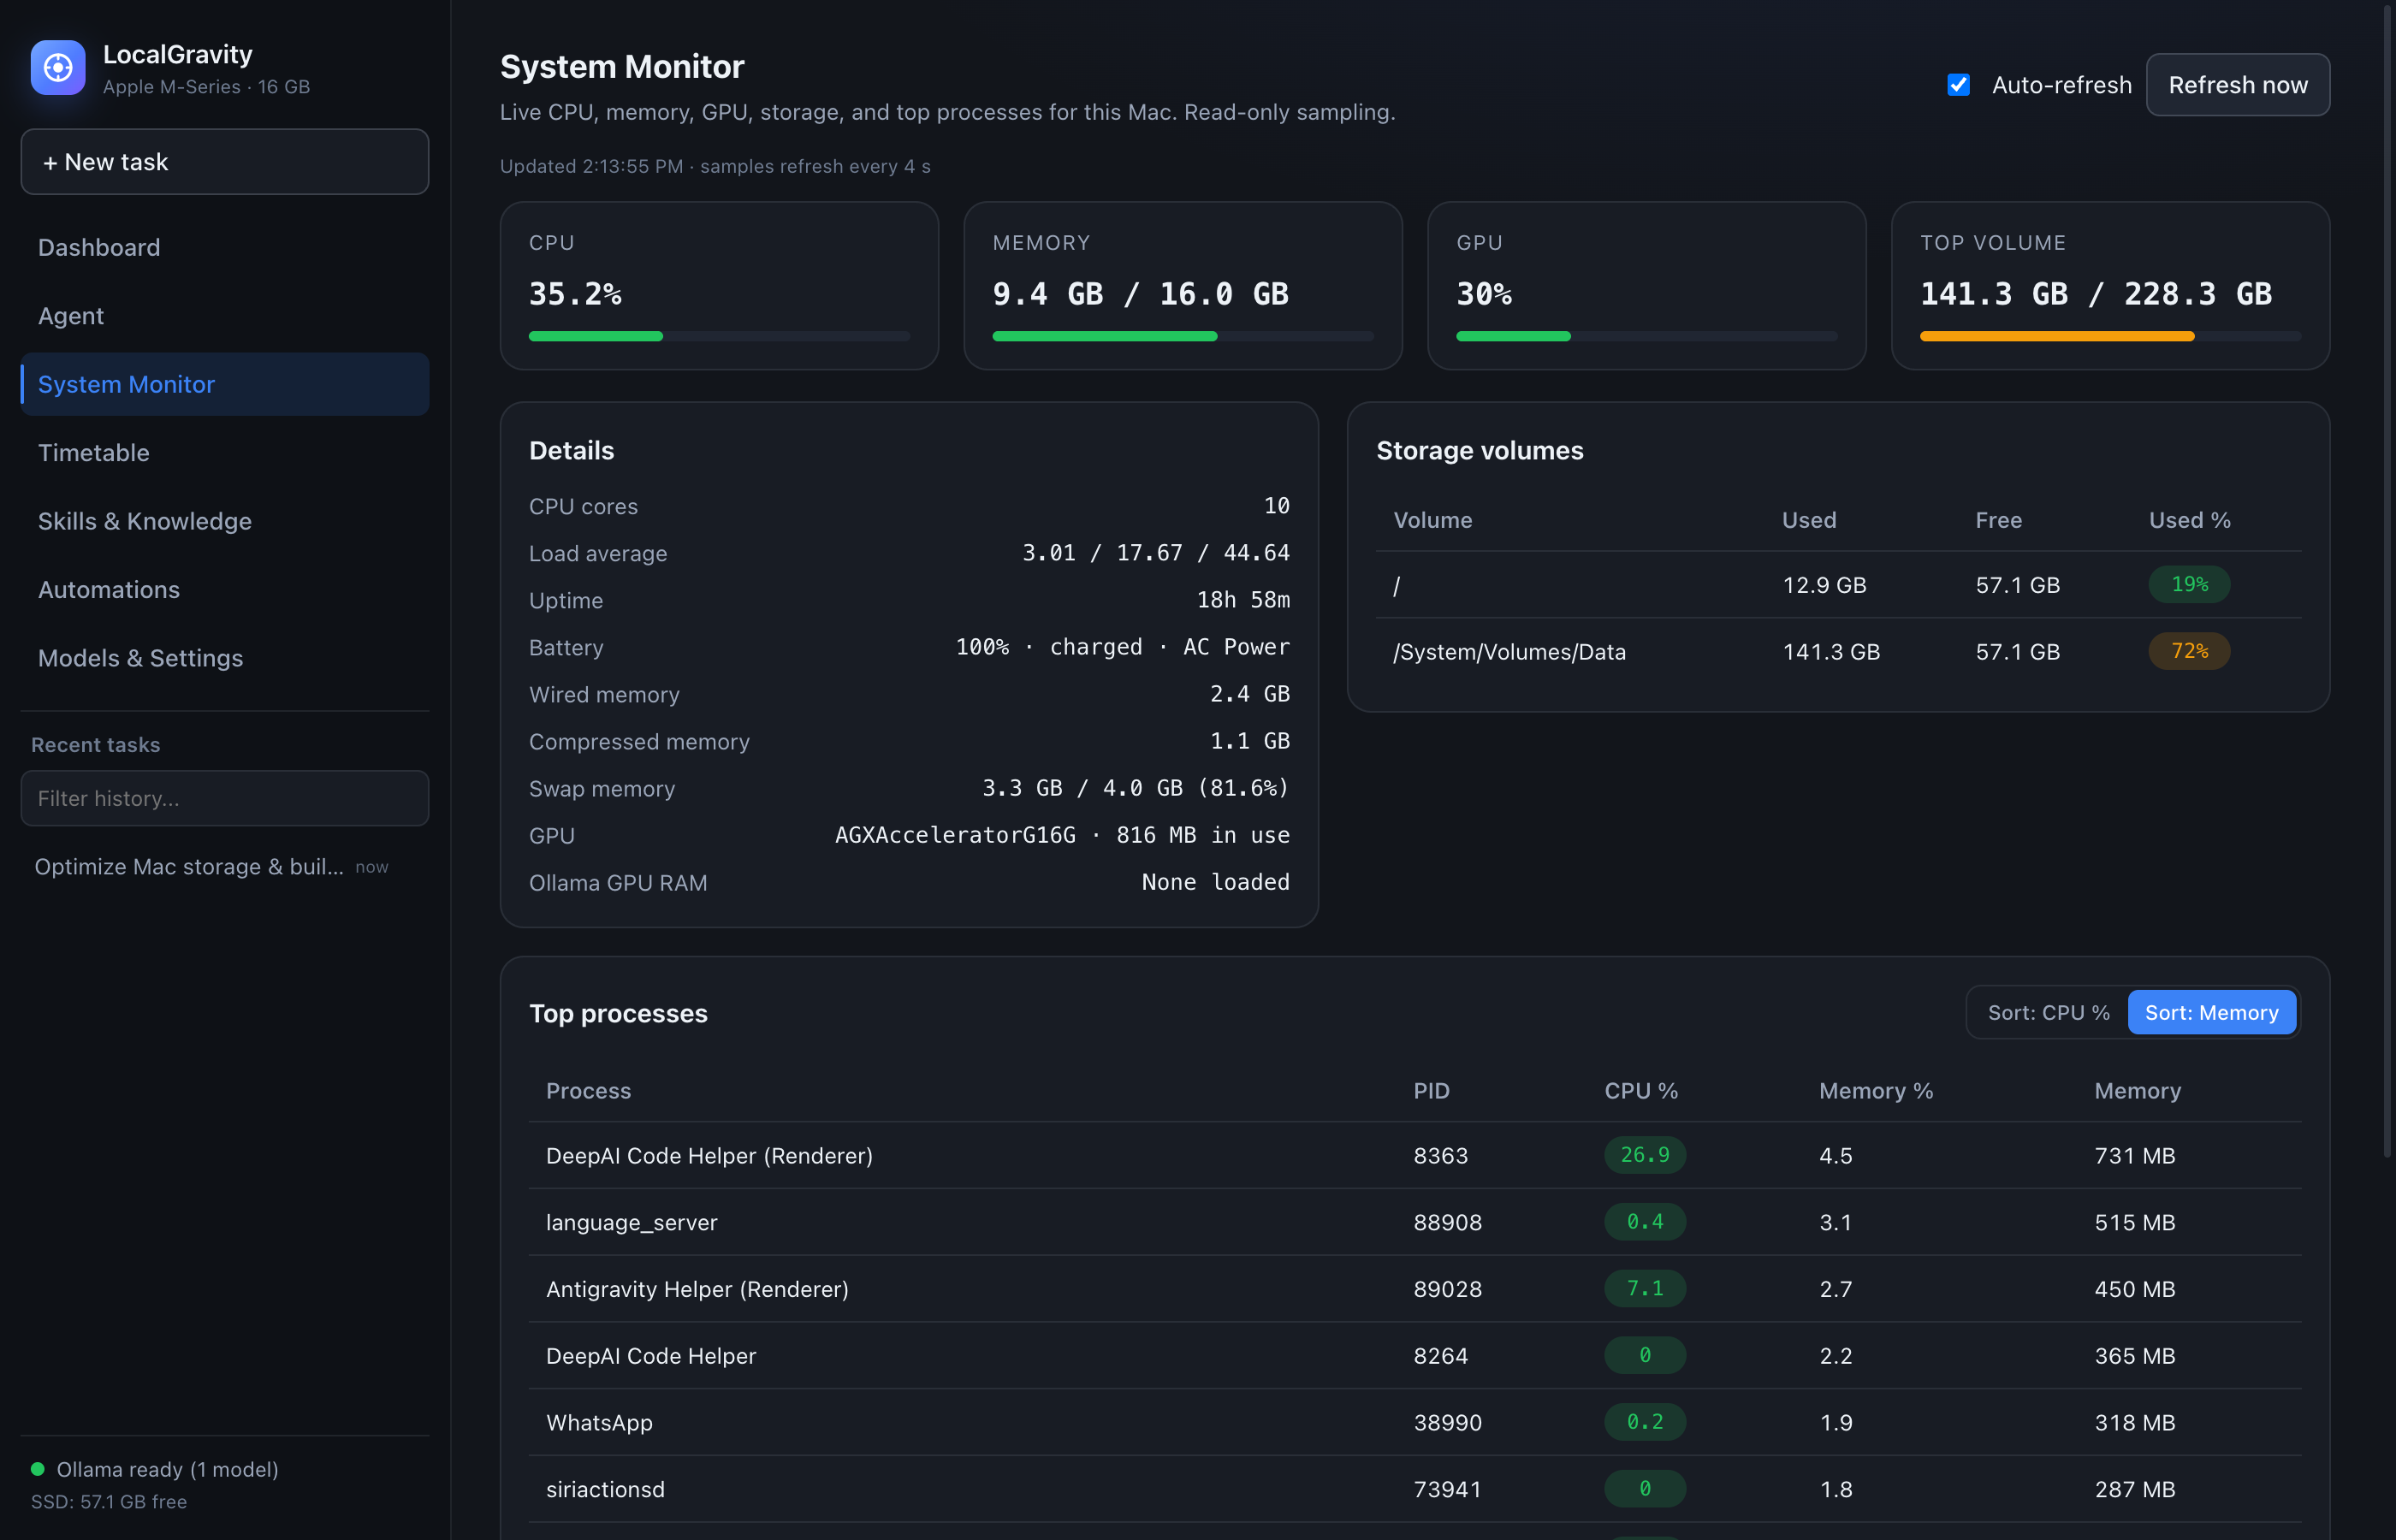 LocalGravity
Apple M-Series · 16 GB
+ New task
Dashboard
Agent
System Monitor
Timetable
Skills & Knowledge
Automations
Models & Settings
Recent tasks
Filter history...
Optimize Mac storage & buil... now
Ollama ready (1 model)
SSD: 57.1 GB free
System Monitor
Live CPU, memory, GPU, storage, and top processes for this Mac. Read-only sampling.
Auto-refresh Refresh now
Updated 2:13:55 PM · samples refresh every 4 s
CPU
35.2%
MEMORY
9.4 GB / 16.0 GB
GPU
30%
TOP VOLUME
141.3 GB / 228.3 GB
Details
CPU cores 10
Load average 3.01 / 17.67 / 44.64
Uptime 18h 58m
Battery 100% · charged · AC Power
Wired memory 2.4 GB
Compressed memory 1.1 GB
Swap memory 3.3 GB / 4.0 GB (81.6%)
GPU AGXAcceleratorG16G · 816 MB in use
Ollama GPU RAM None loaded
Storage volumes
Volume Used Free Used %
/ 12.9 GB 57.1 GB 19%
/System/Volumes/Data 141.3 GB 57.1 GB 72%
Top processes
Sort: CPU % Sort: Memory
Process PID CPU % Memory % Memory
DeepAI Code Helper (Renderer) 8363 26.9 4.5 731 MB
language_server 88908 0.4 3.1 515 MB
Antigravity Helper (Renderer) 89028 7.1 2.7 450 MB
DeepAI Code Helper 8264 0 2.2 365 MB
WhatsApp 38990 0.2 1.9 318 MB
siriactionsd 73941 0 1.8 287 MB